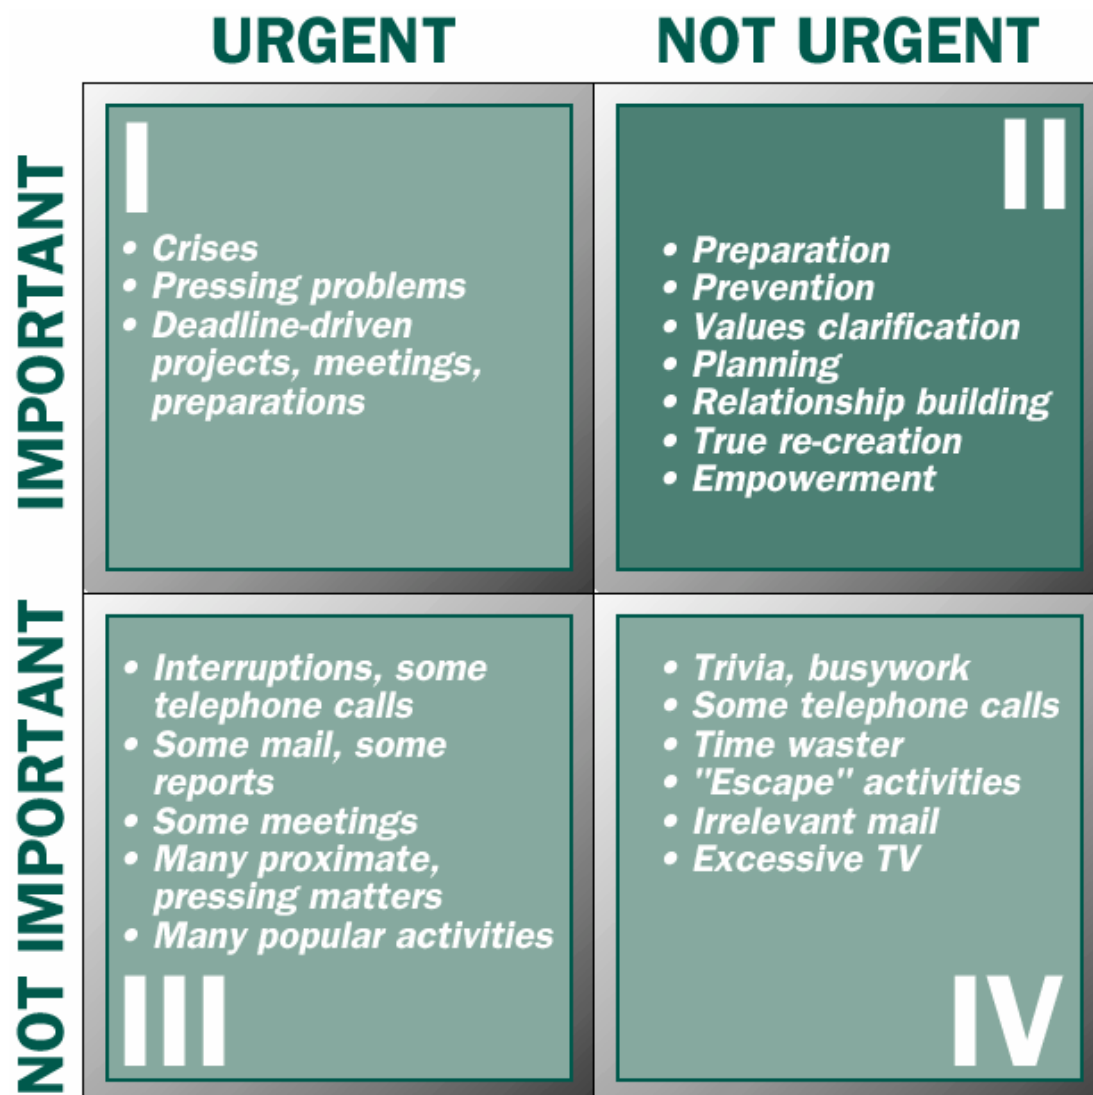 URGENT
NOT URGENT
IMPORTANT
I
• Crises
• Pressing problems
• Deadline-driven
projects, meetings,
preparations
II
• Preparation
• Prevention
• Values clarification
• Planning
• Relationship building
• True re-creation
• Empowerment
NOT IMPORTANT
• Interruptions, some
telephone calls
• Some mail, some
reports
• Some meetings
• Many proximate,
pressing matters
• Many popular activities
III
• Trivia, busywork
• Some telephone calls
• Time waster
• "Escape" activities
• Irrelevant mail
• Excessive TV
IV